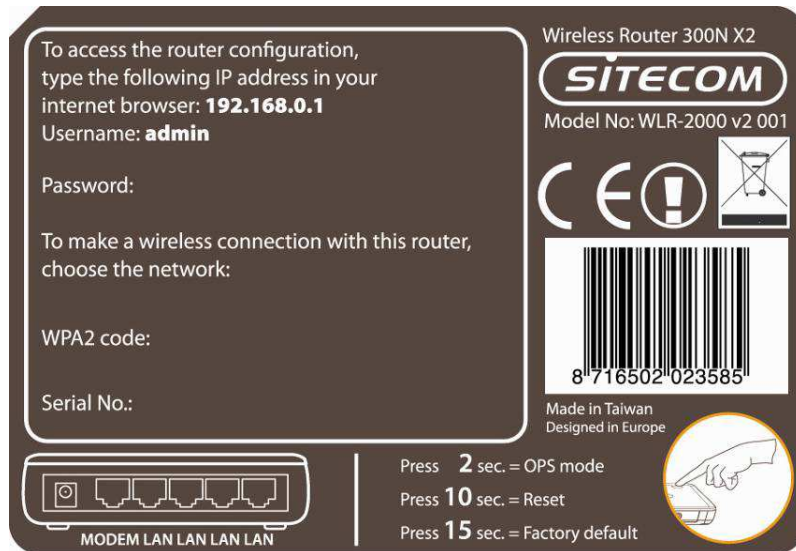 To access the router configuration,
type the following IP address in your
internet browser: 192.168.0.1
Username: admin
Password:
To make a wireless connection with this router,
choose the network:
WPA2 code:
Serial No.:
Wireless Router 300N X2
SITECOM
Model No: WLR-2000 v2 001
CE
8 716502 023585
Made in Taiwan
Designed in Europe
MODEM LAN LAN LAN LAN
Press 2 sec. = OPS mode
Press 10 sec. = Reset
Press 15 sec. = Factory default